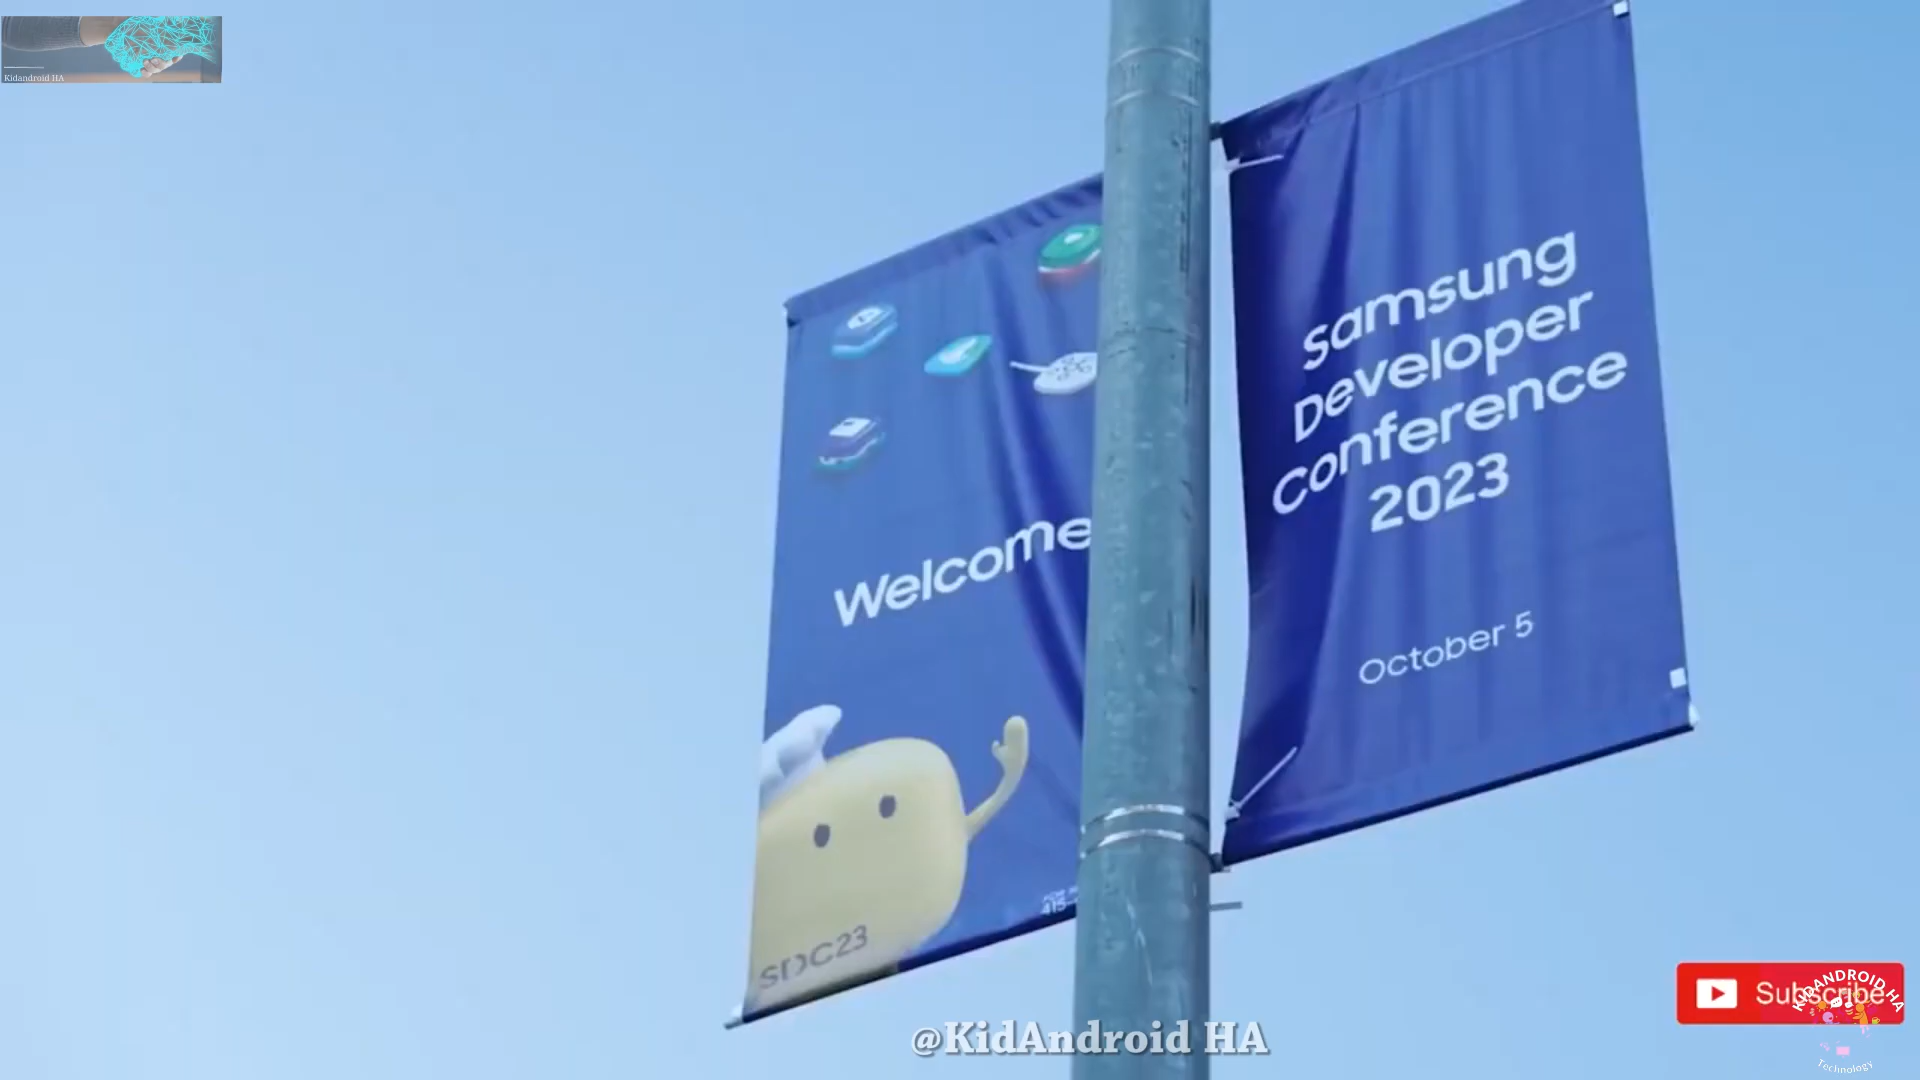 Kidandroid HA
Welcome
SDC23
Samsung
Developer
Conference
2023
October 5
Subscribe
KIDANDROID HA
Technology
@KidAndroid HA